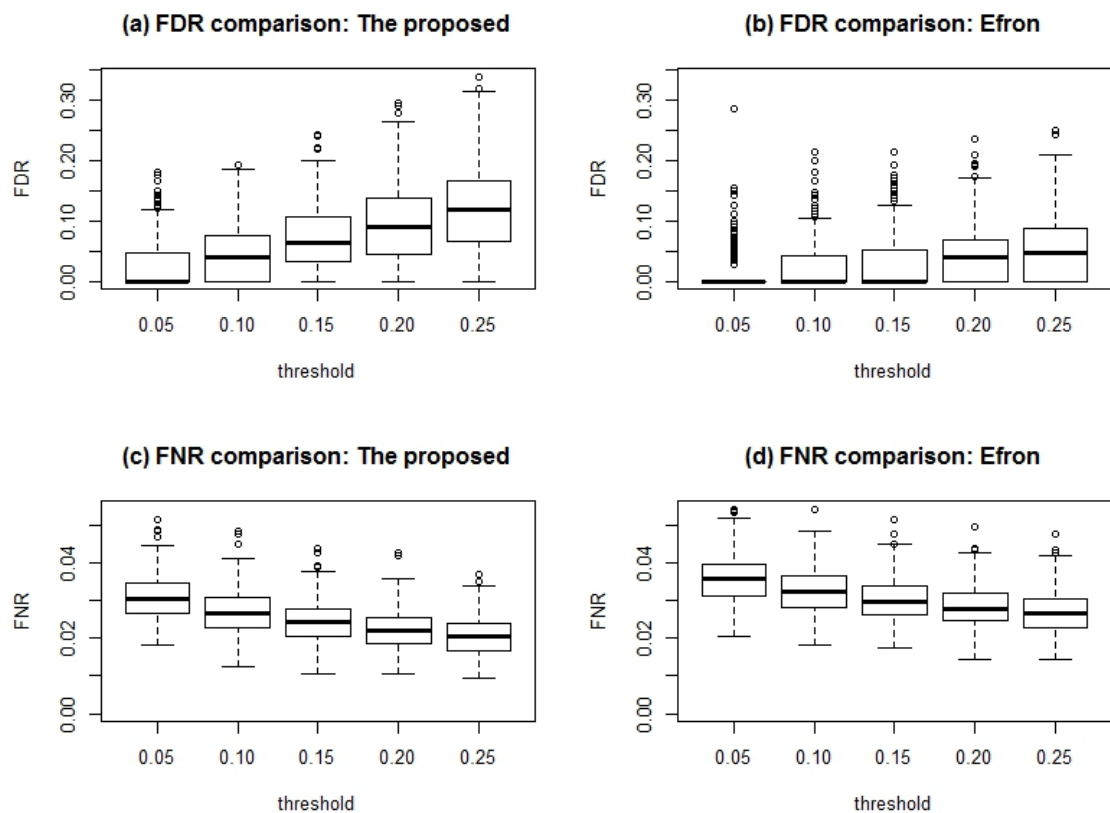 (a) FDR comparison: The proposed
FDR
0.30
0.20
0.10
0.00
0.05 0.10 0.15 0.20 0.25
threshold
(b) FDR comparison: Efron
FDR
0.30
0.20
0.10
0.00
0.05 0.10 0.15 0.20 0.25
threshold
(c) FNR comparison: The proposed
FNR
0.04
0.02
0.00
0.05 0.10 0.15 0.20 0.25
threshold
(d) FNR comparison: Efron
FNR
0.04
0.02
0.00
0.05 0.10 0.15 0.20 0.25
threshold